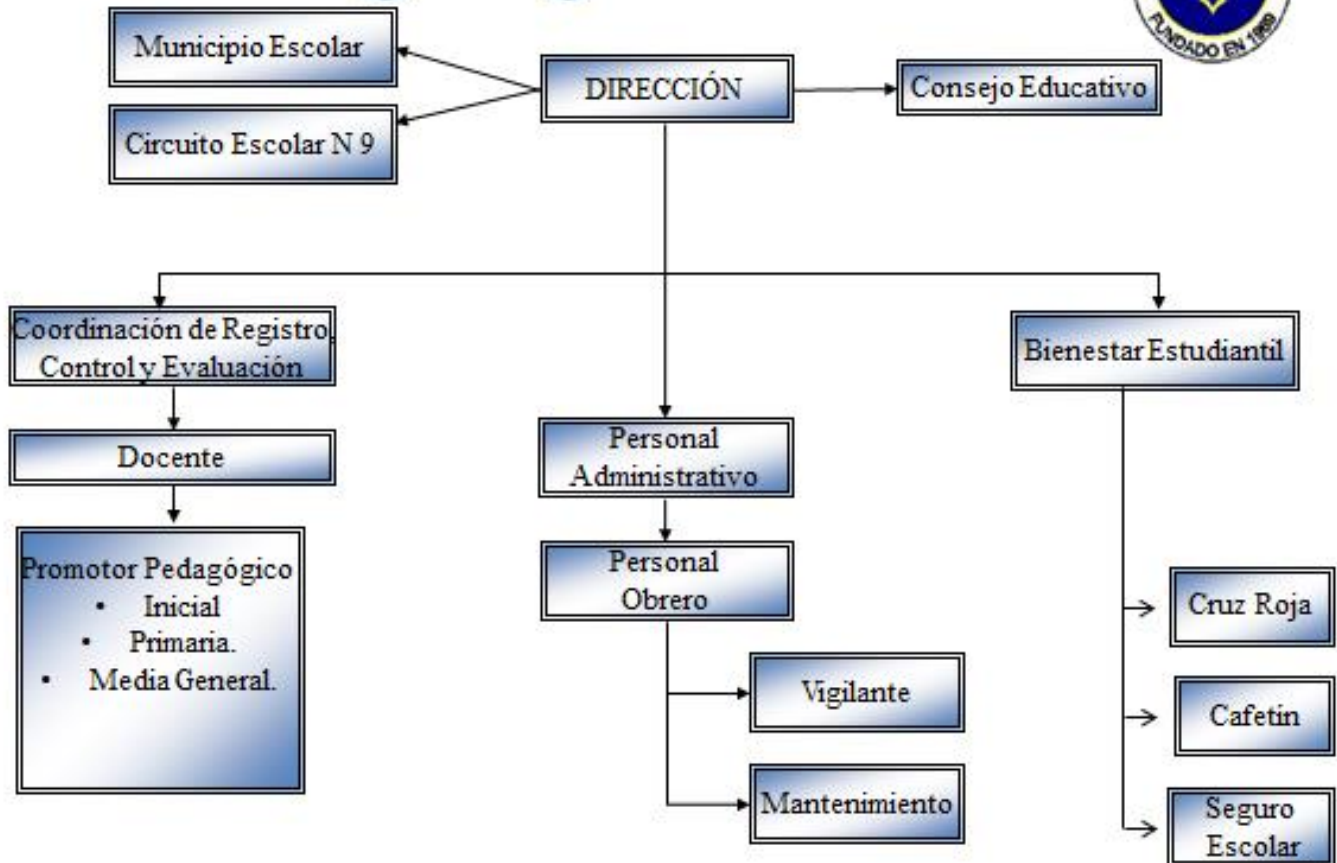 FUNDADO EN 1969
Municipio Escolar
DIRECCIÓN
Consejo Educativo
Circuito Escolar N 9
Coordinación de Registro,
Control y Evaluación
Bienestar Estudiantil
Docente
Personal
Administrativo
Promotor Pedagógico
• Inicial
• Primaria.
• Media General.
Personal
Obrero
Cruz Roja
Vigilante
Cafetin
Mantenimiento
Seguro
Escolar